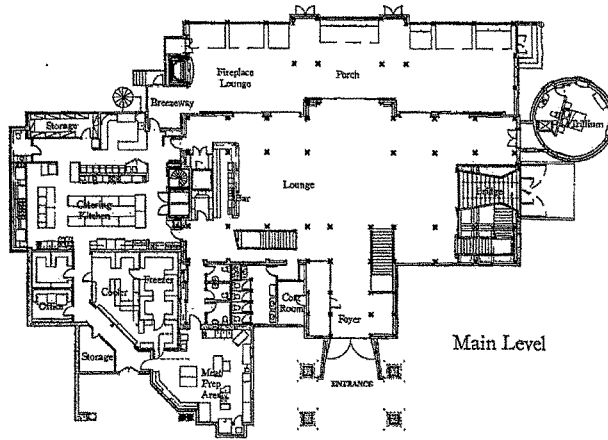 Fireplace
Lounge
Porch
Breezeway
Storage
Trillium
Lounge
Bar
Bridge
Catering
Kitchen
Cooler
Freezer
Office
Coat
Room
Foyer
Storage
Meat
Prep
Area
ENTRANCE
Main Level